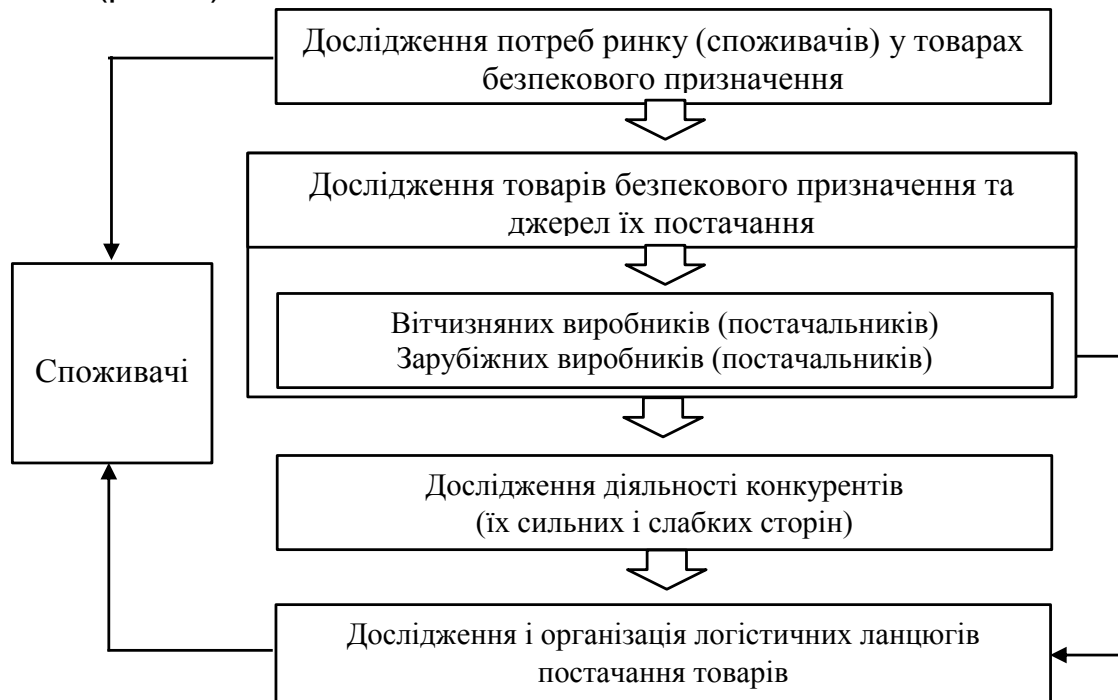 Дослідження потреб ринку (споживачів) у товарах
безпекового призначення
Дослідження товарів безпекового призначення та
джерел їх постачання
Вітчизняних виробників (постачальників)
Зарубіжних виробників (постачальників)
Споживачі
Дослідження діяльності конкурентів
(їх сильних і слабких сторін)
Дослідження і організація логістичних ланцюгів
постачання товарів